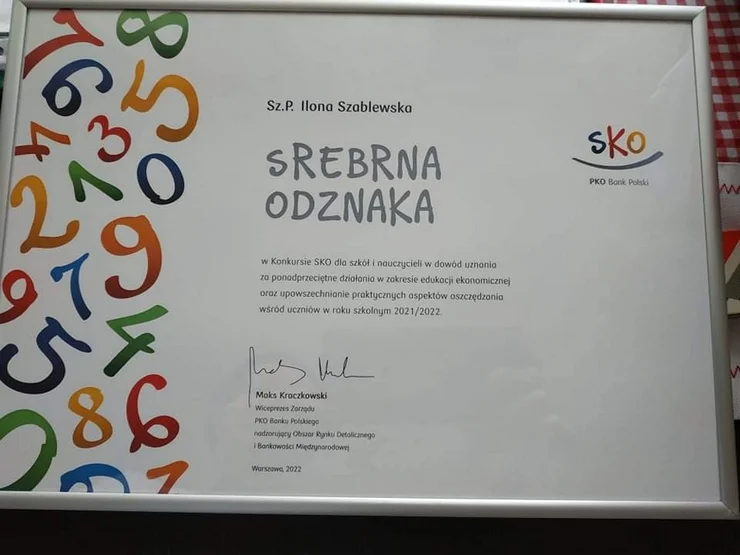 Sz.P. Ilona Szablewska
SREBRNA
ODZNAKA
SKO
PKO Bank Polski
w Konkursie SKO dla szkół i nauczycieli w dowód uznania
za ponadprzeciętne działania w zakresie edukacji ekonomicznej
oraz upowszechnianie praktycznych aspektów oszczędzania
wśród uczniów w roku szkolnym 2021/2022.
Maks Kraczkowski
Wiceprezes Zarządu
PKO Banku Polskiego
nadzorujący Obszar Rynku Detalicznego
i Bankowości Międzynarodowej
Warszawa, 2022